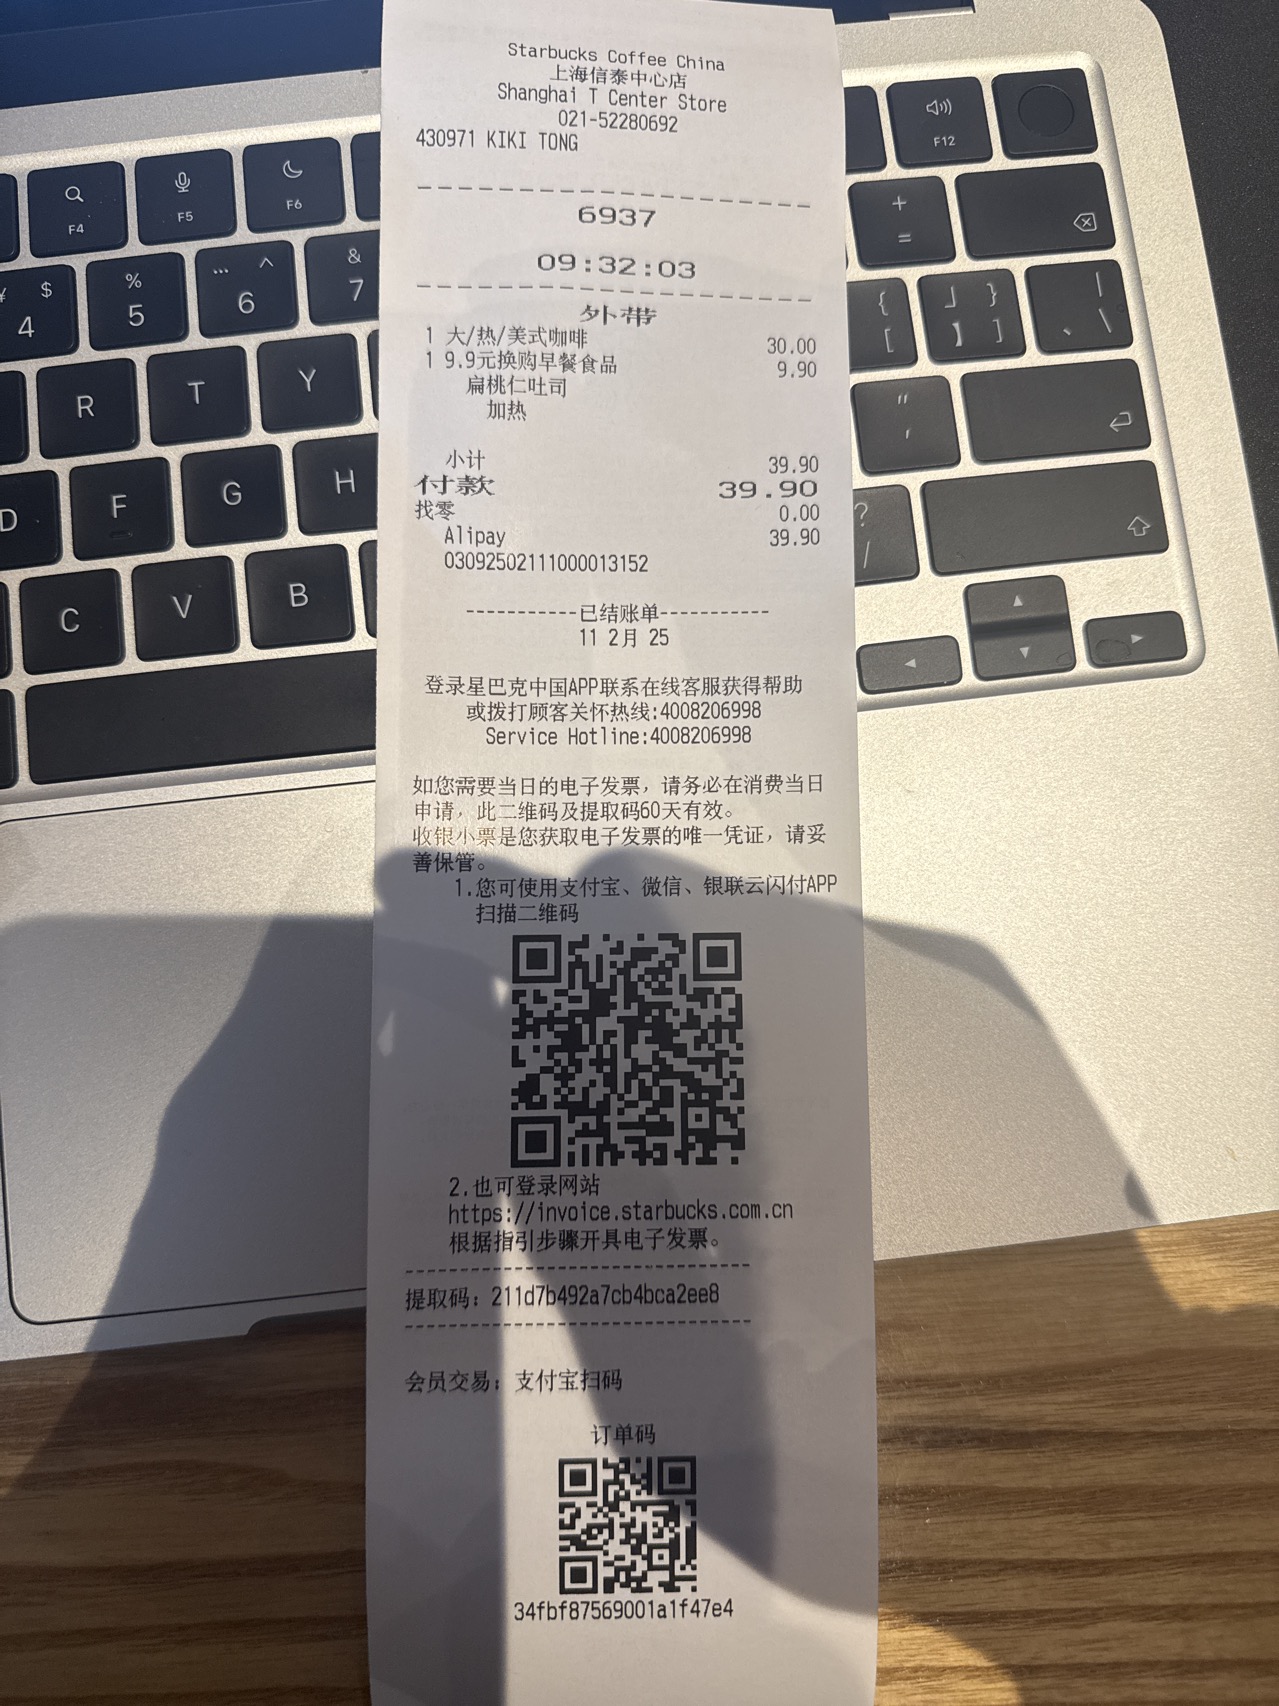 Starbucks Coffee China
上海信泰中心店
Shanghai T Center Store
021-52280692
430971 KIKI TONG
6937
09:32:03
外带
1 大/热/美式咖啡 30.00
1 9.9元换购早餐食品 9.90
扁桃仁吐司
加热
小计 39.90
付款 39.90
找零 0.00
Alipay 39.90
03092502111000013152
-----------已结账单-----------
11 2月 25
登录星巴克中国APP联系在线客服获得帮助
或拨打顾客关怀热线:4008206998
Service Hotline:4008206998
如您需要当日的电子发票，请务必在消费当日
申请，此二维码及提取码60天有效。
收银小票是您获取电子发票的唯一凭证，请妥
善保管。
1.您可使用支付宝、微信、银联云闪付APP
扫描二维码
2.也可登录网站
https://invoice.starbucks.com.cn
根据指引步骤开具电子发票。
提取码：211d7b492a7cb4bca2ee8
会员交易：支付宝扫码
订单码
34fbf87569001a1f47e4
F4
F5
F6
F12
¥ $ 4
% 5
… ^ 6
& 7
+ =
R
T
Y
{ [
」 } 】 ]
| 、 \
D
F
G
H
" '
C
V
B
? /